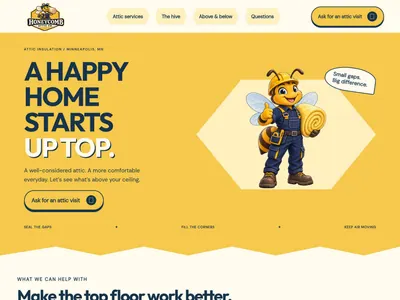 HONEYCOMB
Attic services
The hive
Above & below
Questions
Ask for an attic visit
ATTIC INSULATION / MINNEAPOLIS, MN
A HAPPY
HOME
STARTS
UP TOP.
Small gaps.
Big difference.
A well-considered attic. A more comfortable
everyday. Let's see what's above your ceiling.
Ask for an attic visit
SEAL THE GAPS
FILL THE CORNERS
KEEP AIR MOVING
WHAT WE CAN HELP WITH
Make the top floor work better.